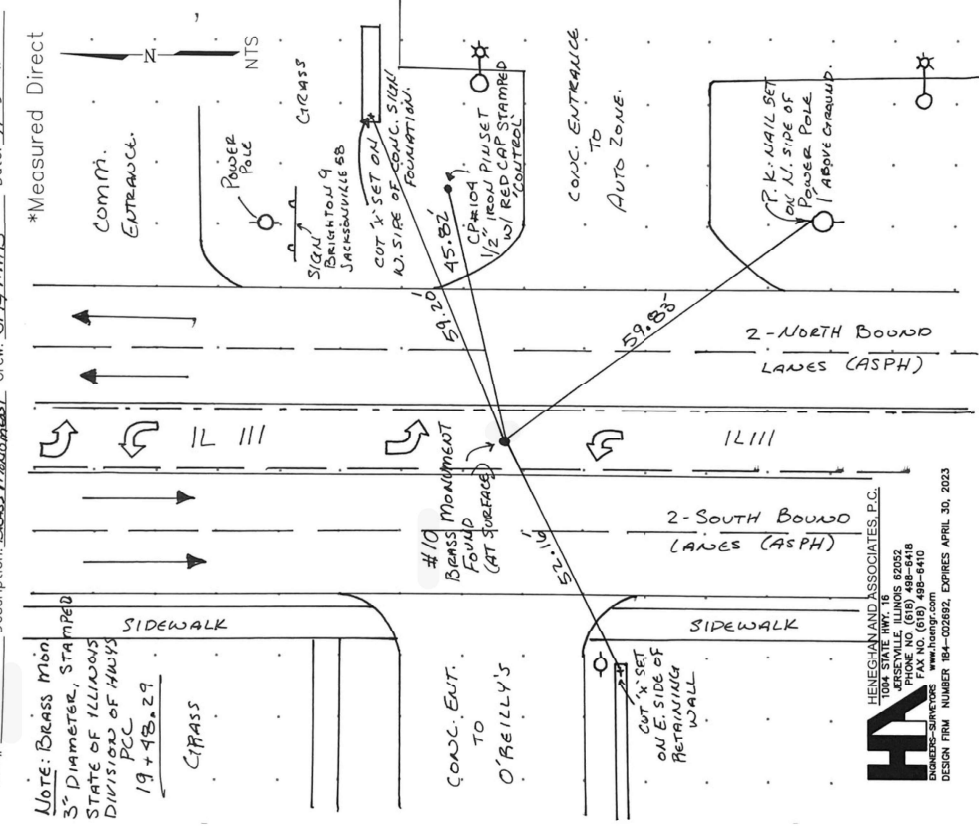 *Measured Direct
N
NTS
NOTE: BRASS MON.
3" DIAMETER, STAMPED
STATE OF ILLINOIS
DIVISION OF HWYS
PCC
19+48.29
GRASS
SIDEWALK
CONC. ENT.
TO
O'REILLY'S
CUT 'X' SET
ON E. SIDE OF
RETAINING
WALL
SIDEWALK
IL 111
#10
BRASS MONUMENT
FOUND
(AT SURFACE)
52.16'
2-SOUTH BOUND
LANES (ASPH)
IL 111
2-NORTH BOUND
LANES (ASPH)
59.20'
45.82'
59.83'
COMM.
ENTRANCE.
POWER
POLE
GRASS
SIGN
BRIGHTON 9
JACKSONVILLE 58
CUT 'X' SET ON
W. SIDE OF CONC. SIGN
FOUNDATION.
CP#104
1/2" IRON PIN SET
W/ RED CAP STAMPED
"CONTROL"
CONC. ENTRANCE
TO
AUTO ZONE.
P.K. NAIL SET
ON N. SIDE OF
POWER POLE
1' ABOVE GROUND.
HA
ENGINEERS-SURVEYORS
HENEGHAN AND ASSOCIATES, P.C.
1004 STATE HWY. 16
JERSEYVILLE, ILLINOIS 62052
PHONE NO. (618) 498-6418
FAX NO. (618) 498-6410
www.haengr.com
DESIGN FIRM NUMBER 184-002692, EXPIRES APRIL 30, 2023